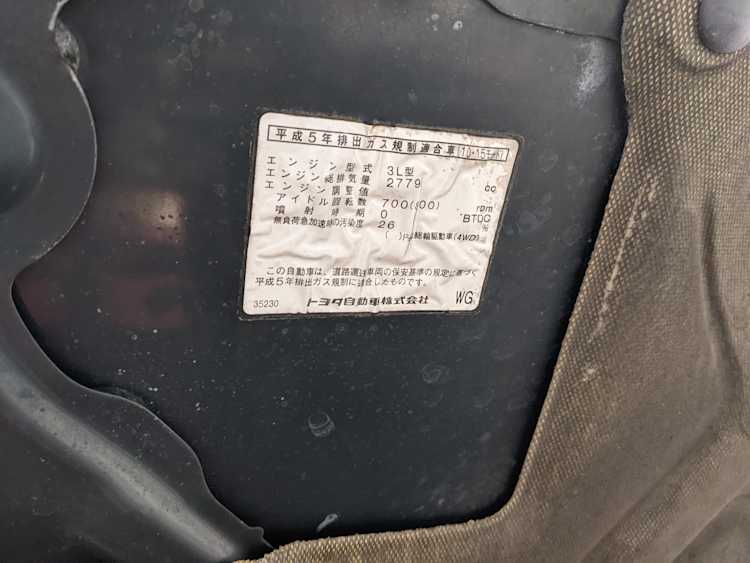 平成5年排出ガス規制適合車(10・15モード)
エンジン型式 3L型
エンジン総排気量 2779 cc
エンジン調整値
アイドル回転数 700(800) rpm
噴射時期 0 °BTDC
無負荷急加速時の汚染度 26 %
( )内は総輪駆動車(4WD)
この自動車は、道路運送車両の保安基準の規定に基づく
平成5年排出ガス規制に適合したものです。
35230 トヨタ自動車株式会社 WG